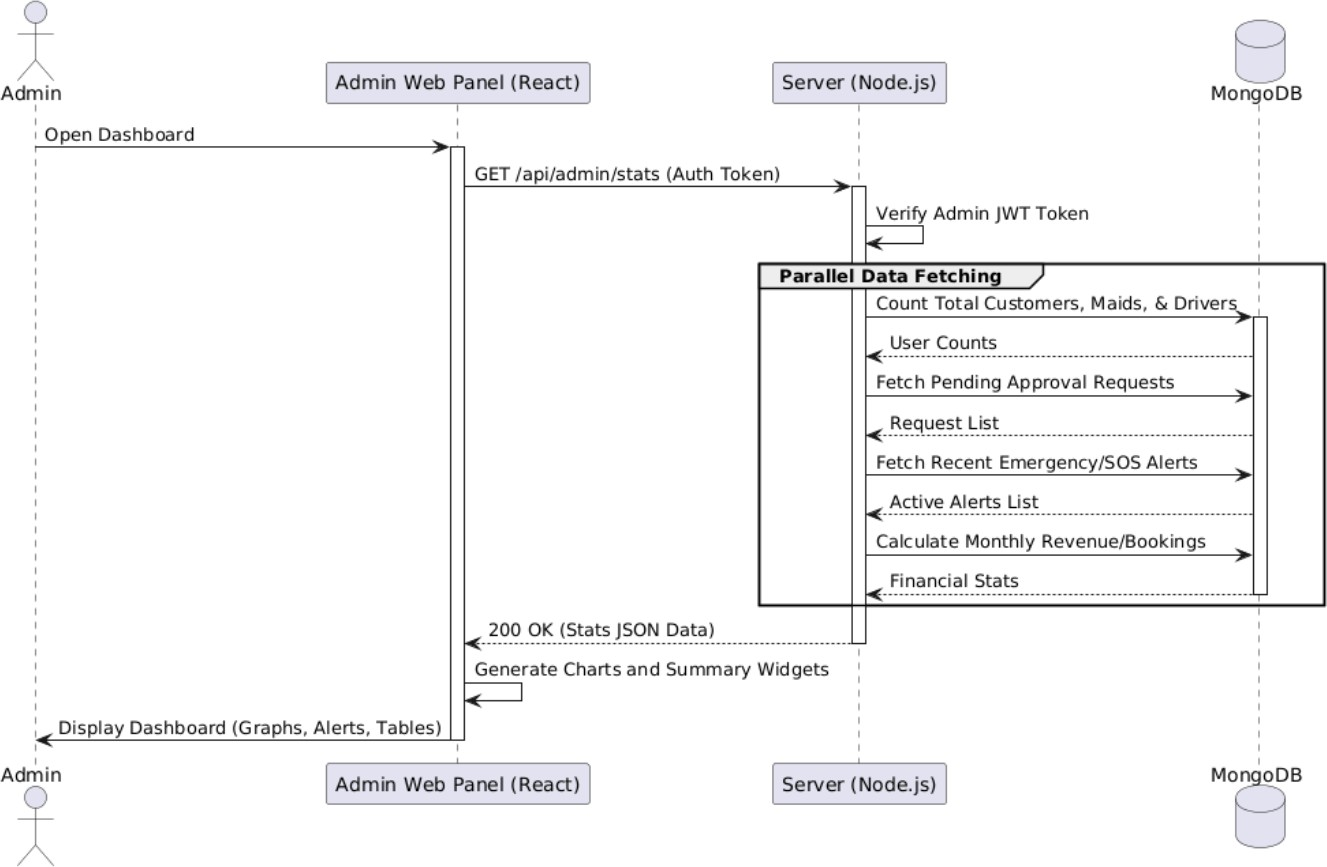 Admin
Admin Web Panel (React)
Server (Node.js)
MongoDB
Open Dashboard
GET /api/admin/stats (Auth Token)
Verify Admin JWT Token
Parallel Data Fetching
Count Total Customers, Maids, & Drivers
User Counts
Fetch Pending Approval Requests
Request List
Fetch Recent Emergency/SOS Alerts
Active Alerts List
Calculate Monthly Revenue/Bookings
Financial Stats
200 OK (Stats JSON Data)
Generate Charts and Summary Widgets
Display Dashboard (Graphs, Alerts, Tables)
Admin
Admin Web Panel (React)
Server (Node.js)
MongoDB